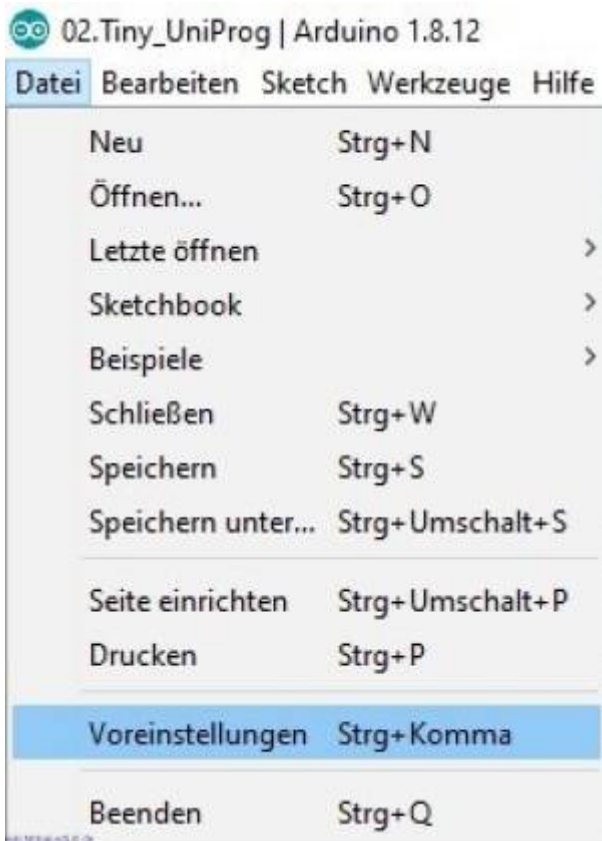 02.Tiny_UniProg | Arduino 1.8.12
Datei Bearbeiten Sketch Werkzeuge Hilfe
Neu Strg+N
Öffnen... Strg+O
Letzte öffnen >
Sketchbook >
Beispiele >
Schließen Strg+W
Speichern Strg+S
Speichern unter... Strg+Umschalt+S
Seite einrichten Strg+Umschalt+P
Drucken Strg+P
Voreinstellungen Strg+Komma
Beenden Strg+Q